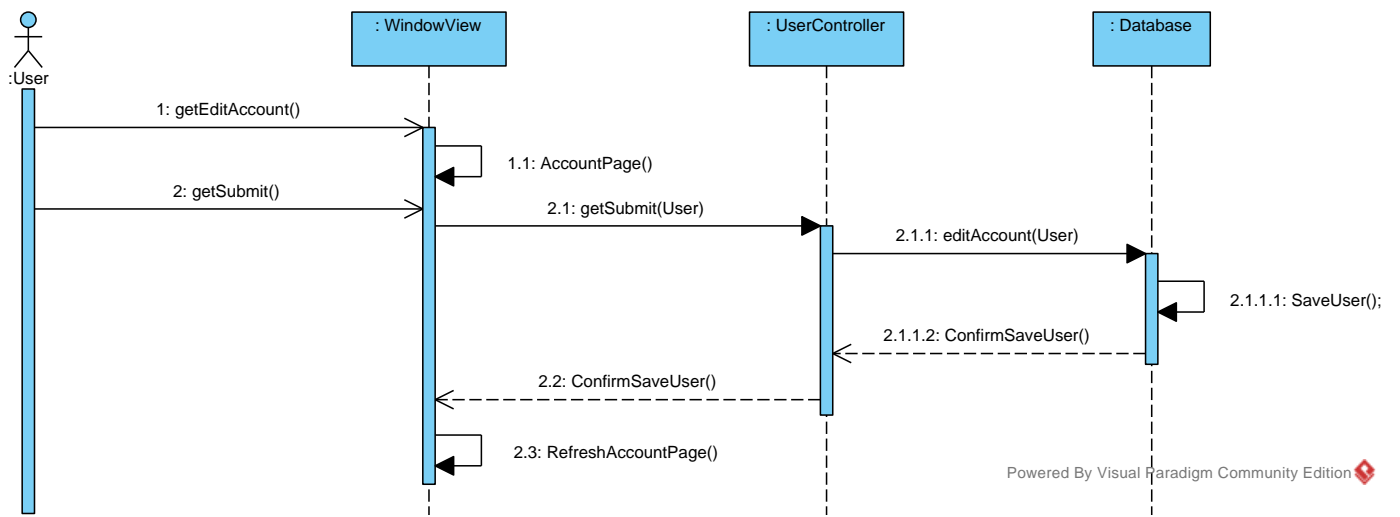 : WindowView
: UserController
: Database
:User
1: getEditAccount()
1.1: AccountPage()
2: getSubmit()
2.1: getSubmit(User)
2.1.1: editAccount(User)
2.1.1.1: SaveUser();
2.1.1.2: ConfirmSaveUser()
2.2: ConfirmSaveUser()
2.3: RefreshAccountPage()
Powered By Visual Paradigm Community Edition